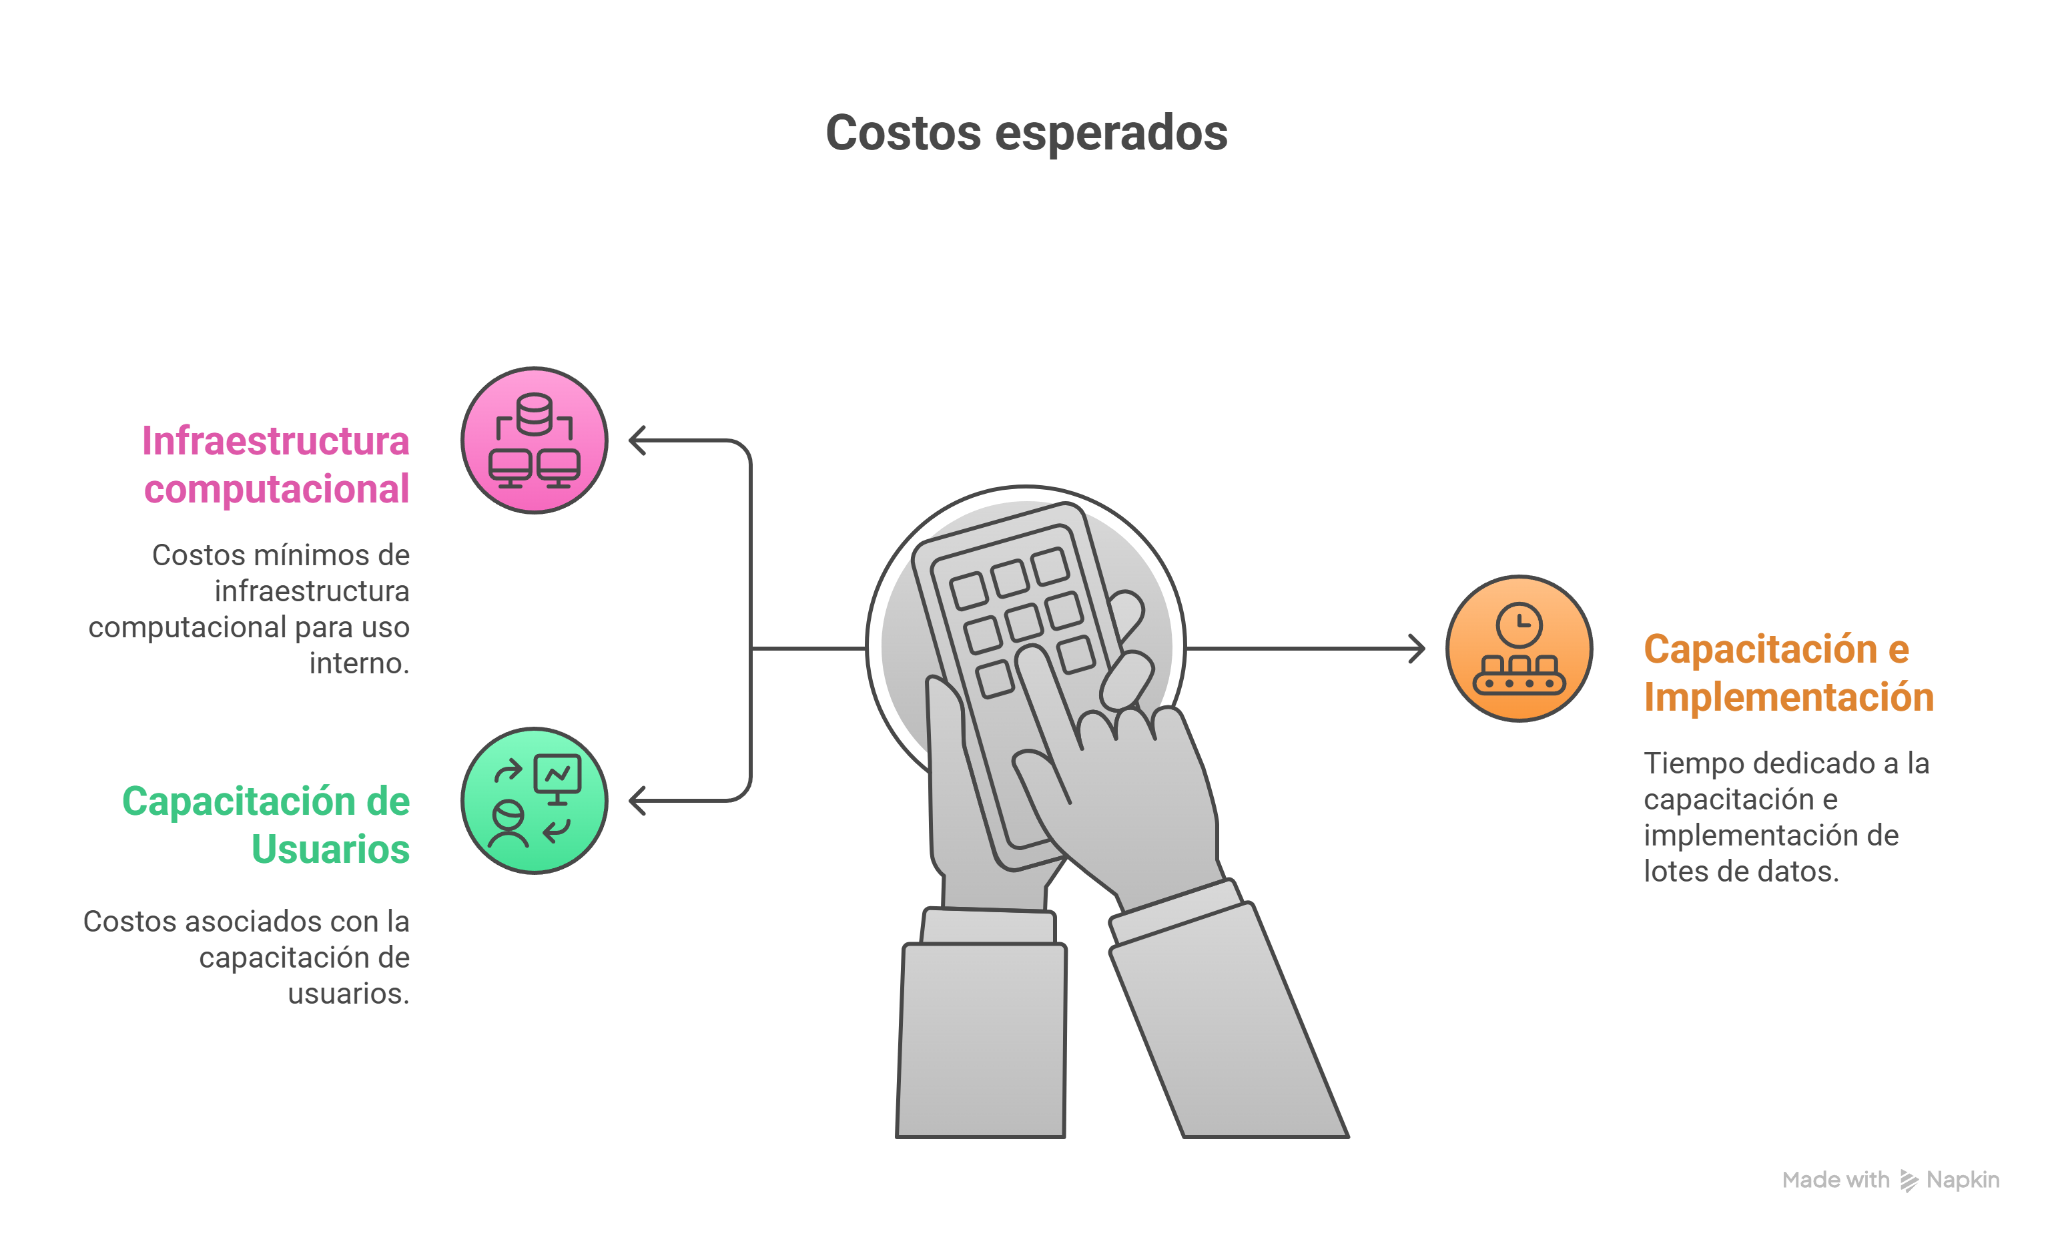 Costos esperados
Infraestructura
computacional
Costos mínimos de
infraestructura
computacional para uso
interno.
Capacitación de
Usuarios
Costos asociados con la
capacitación de
usuarios.
Capacitación e
Implementación
Tiempo dedicado a la
capacitación e
implementación de
lotes de datos.
Made with Napkin